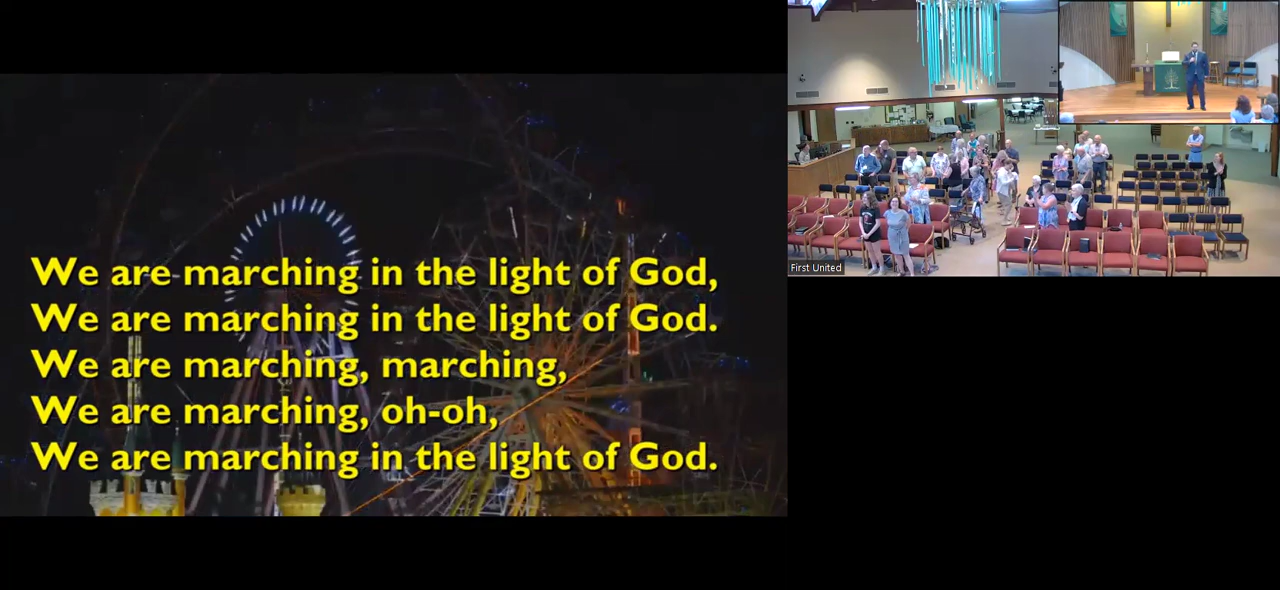 We are marching in the light of God,
We are marching in the light of God.
We are marching, marching,
We are marching, oh-oh,
We are marching in the light of God.
First United